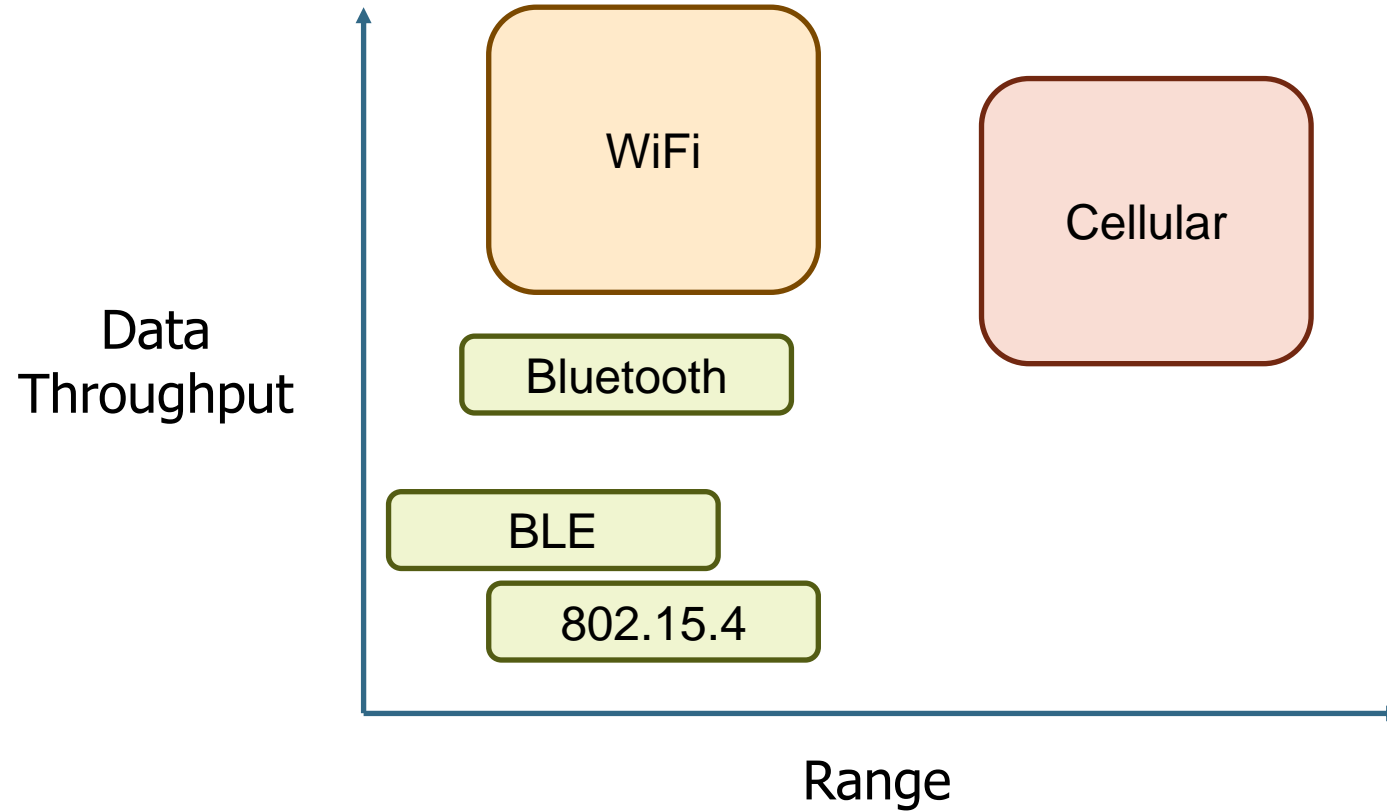 WiFi
Cellular
Data
Throughput
Bluetooth
BLE
802.15.4
Range